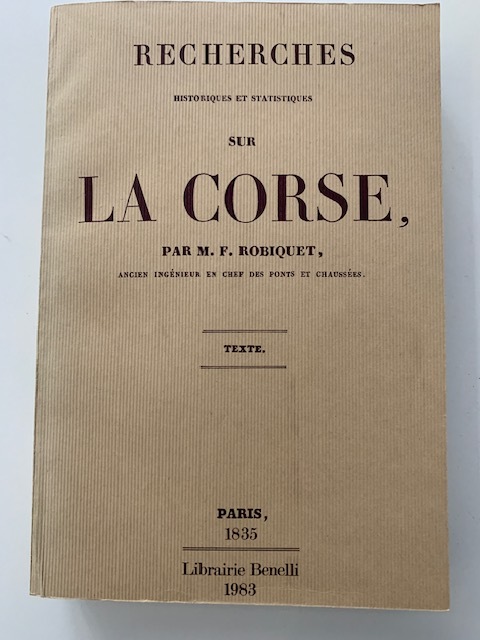 RECHERCHES
HISTORIQUES ET STATISTIQUES
SUR
LA CORSE,
PAR M. F. ROBIQUET,
ANCIEN INGÉNIEUR EN CHEF DES PONTS ET CHAUSSÉES.
TEXTE.
PARIS,
1835
Librairie Benelli
1983